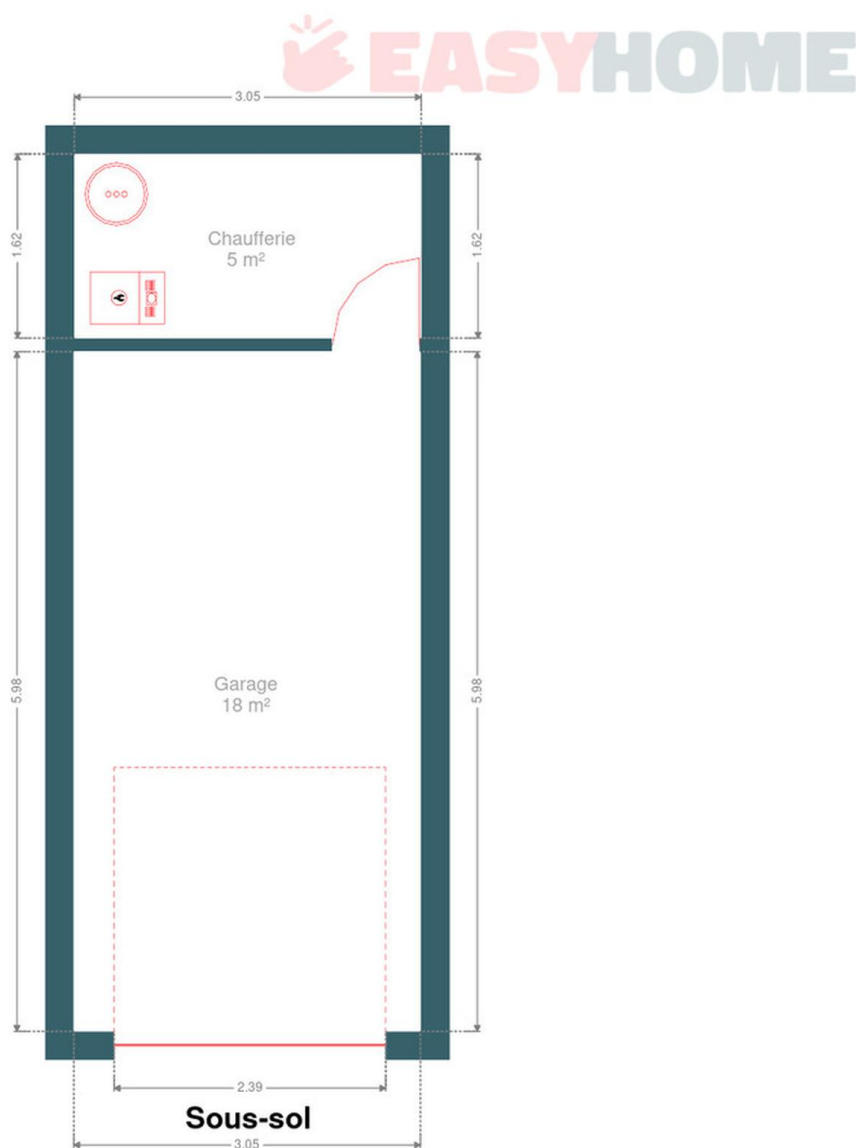 EASYHOME
3.05
1.62
1.62
Chaufferie
5 m²
5.98
5.98
Garage
18 m²
2.39
Sous-sol
3.05